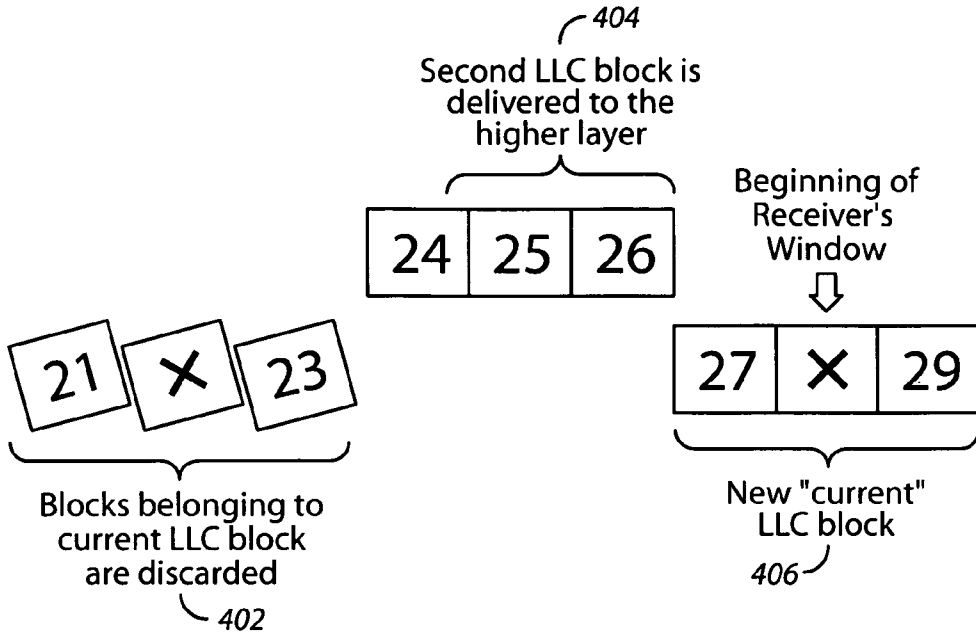 404
Second LLC block is
delivered to the
higher layer
Beginning of
Receiver's
Window
24 25 26
21 X 23
27 X 29
Blocks belonging to
current LLC block
are discarded
402
New "current"
LLC block
406